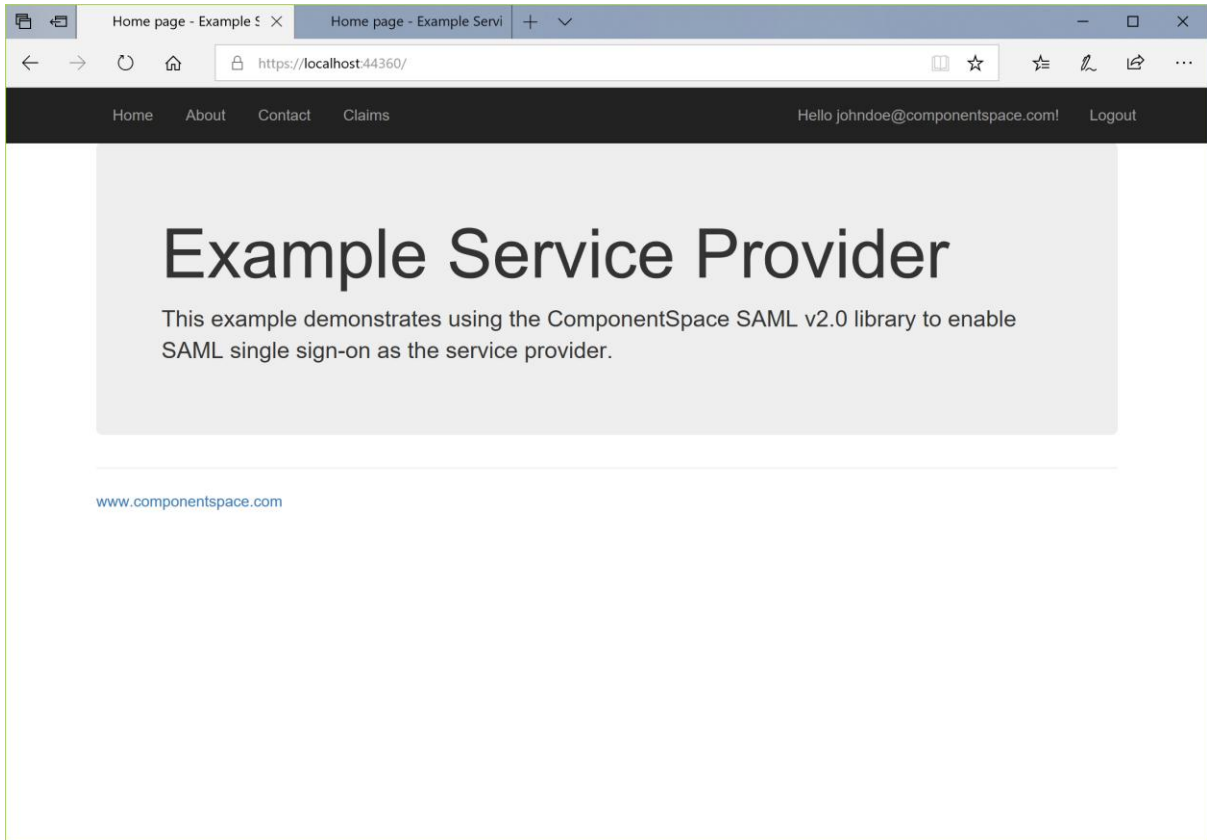 Home page - Example S
Home page - Example Servi
https://localhost:44360/
Home About Contact Claims Hello johndoe@componentspace.com! Logout
Example Service Provider
This example demonstrates using the ComponentSpace SAML v2.0 library to enable
SAML single sign-on as the service provider.
www.componentspace.com